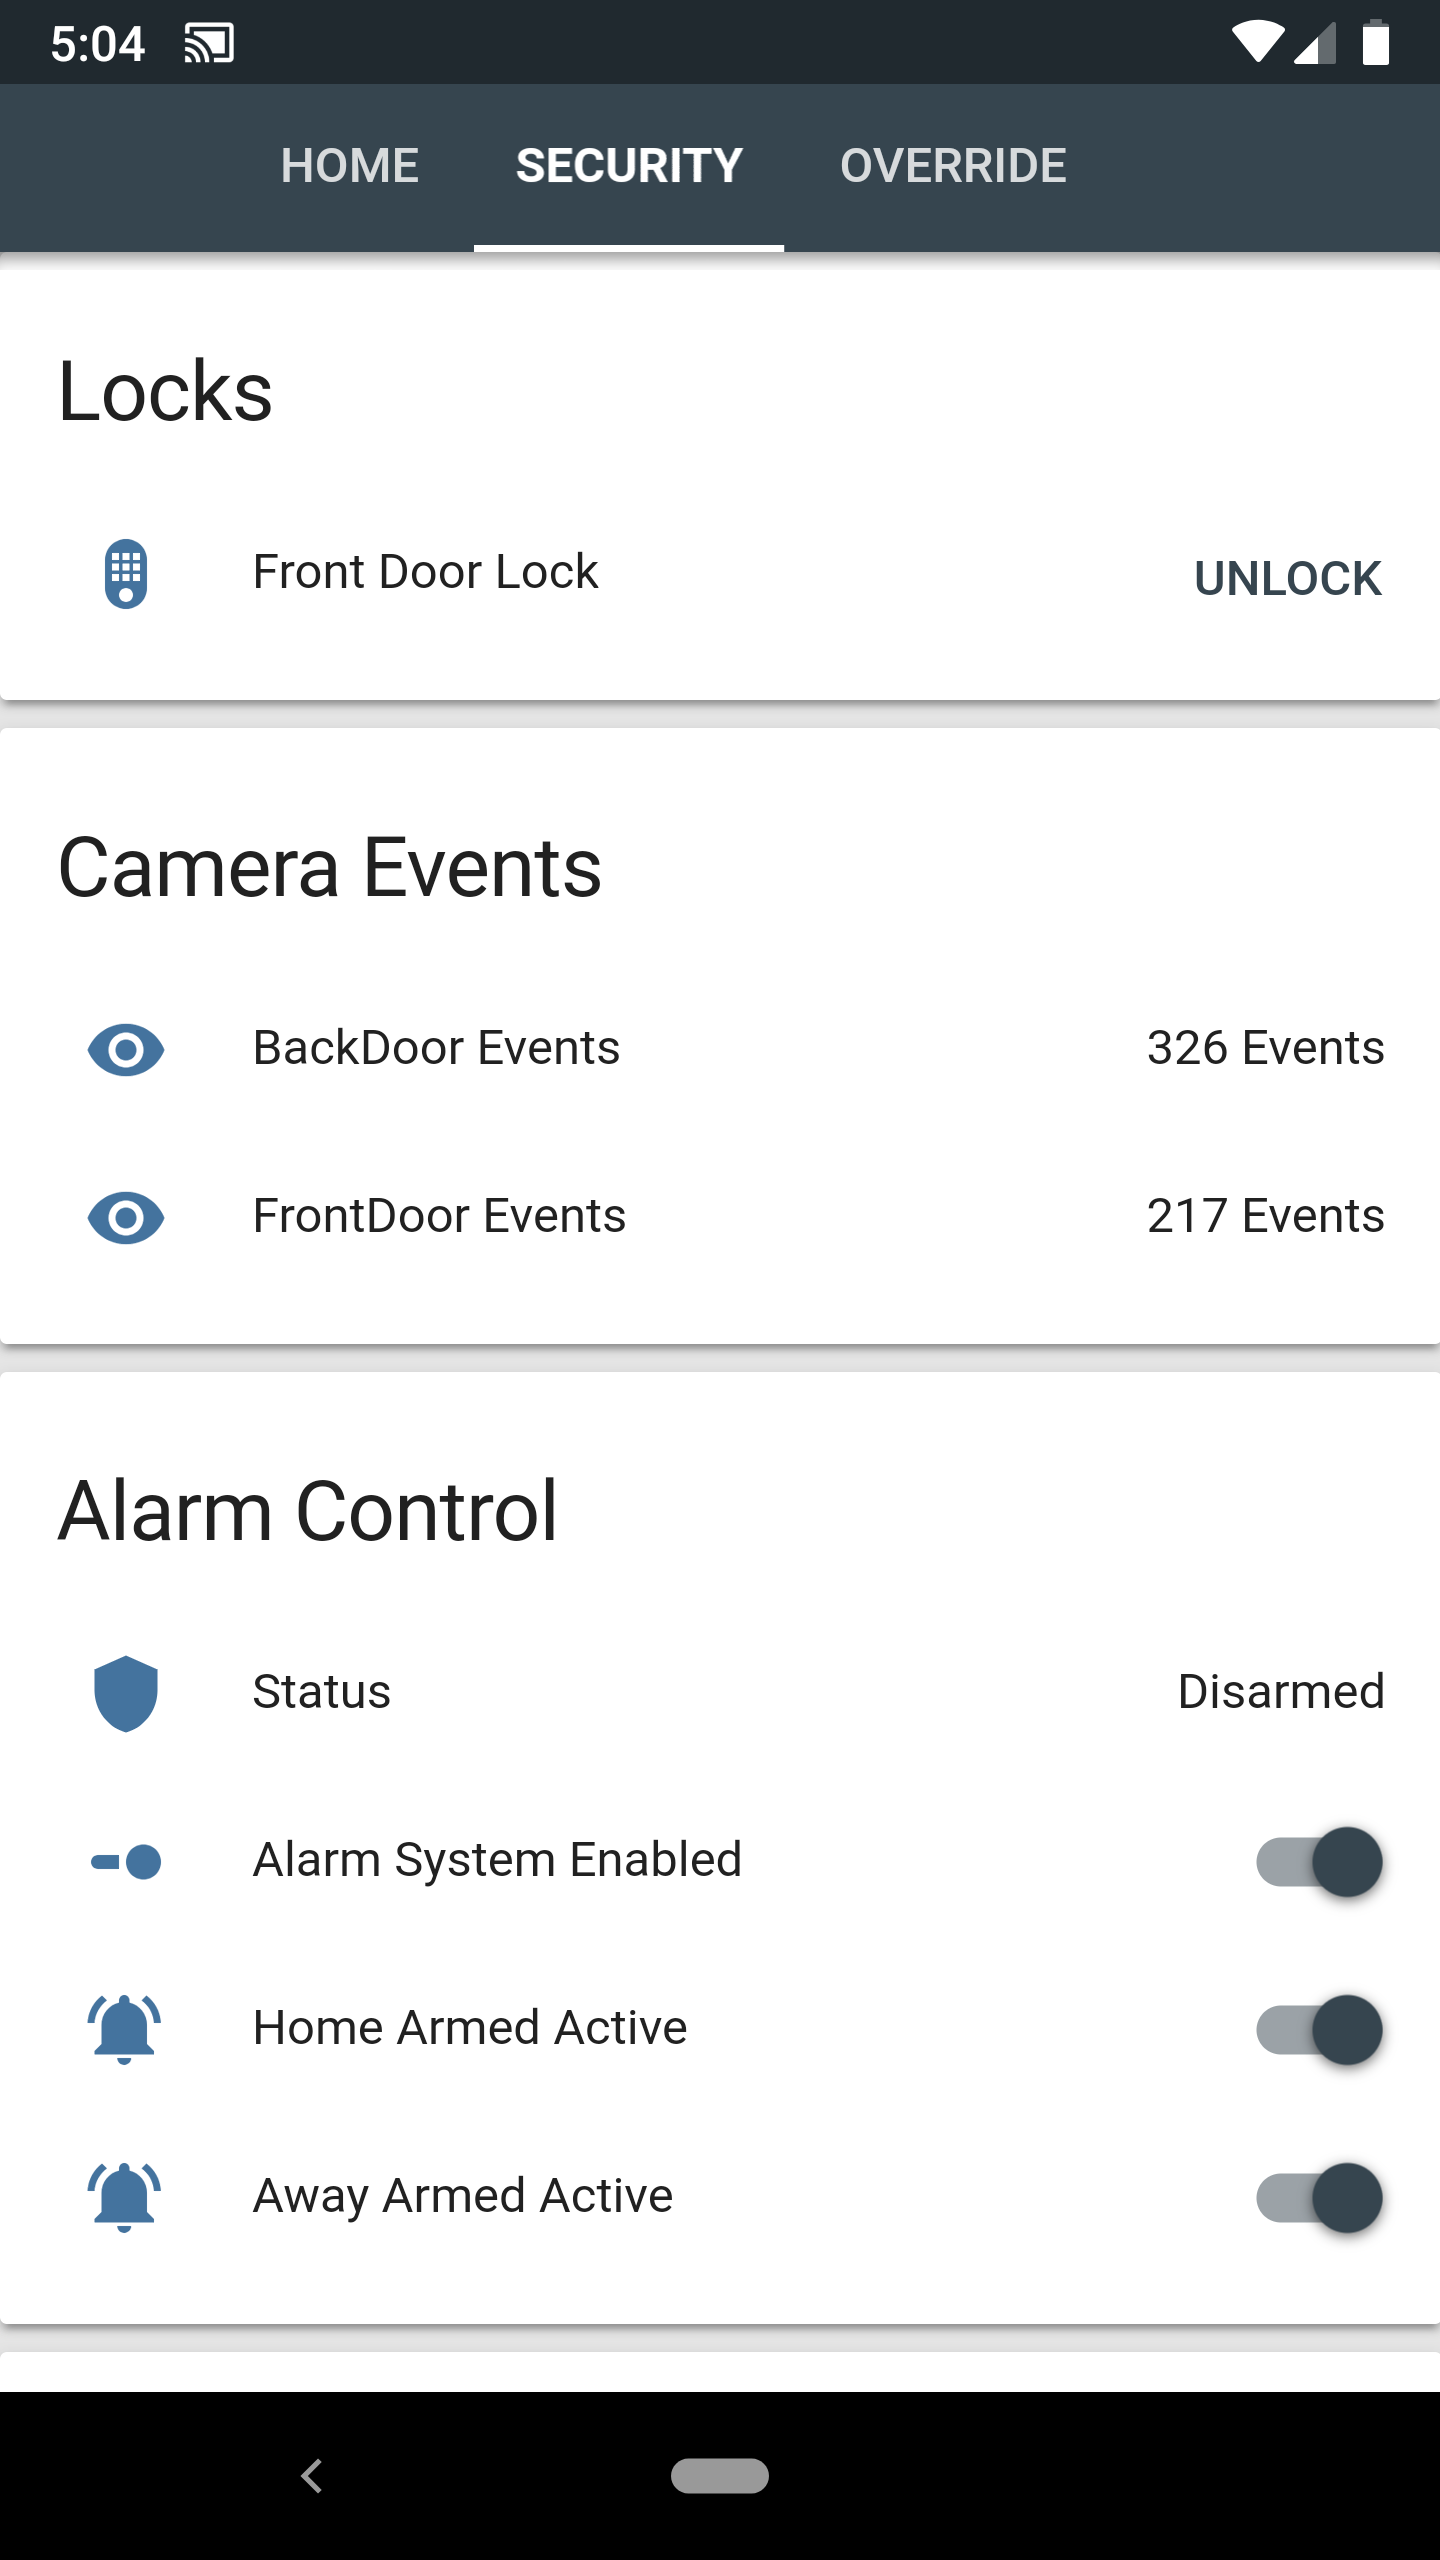 5:04
HOME SECURITY OVERRIDE
Locks
Front Door Lock UNLOCK
Camera Events
BackDoor Events 326 Events
FrontDoor Events 217 Events
Alarm Control
Status Disarmed
Alarm System Enabled
Home Armed Active
Away Armed Active